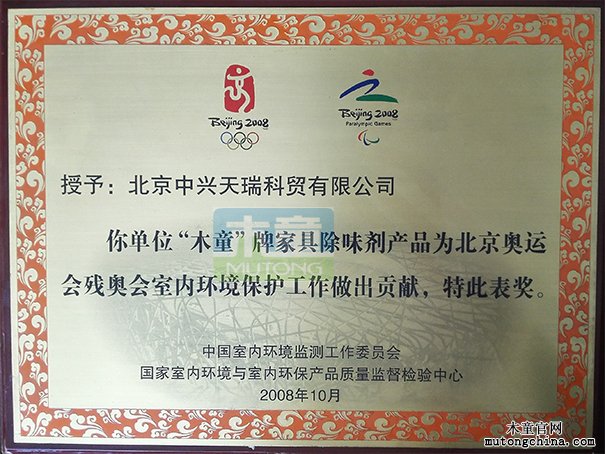 Beijing 2008
Beijing 2008
Paralympic Games
授予：北京中兴天瑞科贸有限公司
木童
MUTONG
你单位“木童”牌家具除味剂产品为北京奥运
会残奥会室内环境保护工作做出贡献，特此表奖。
中国室内环境监测工作委员会
国家室内环境与室内环保产品质量监督检验中心
2008年10月
木童官网
mutongchina.com